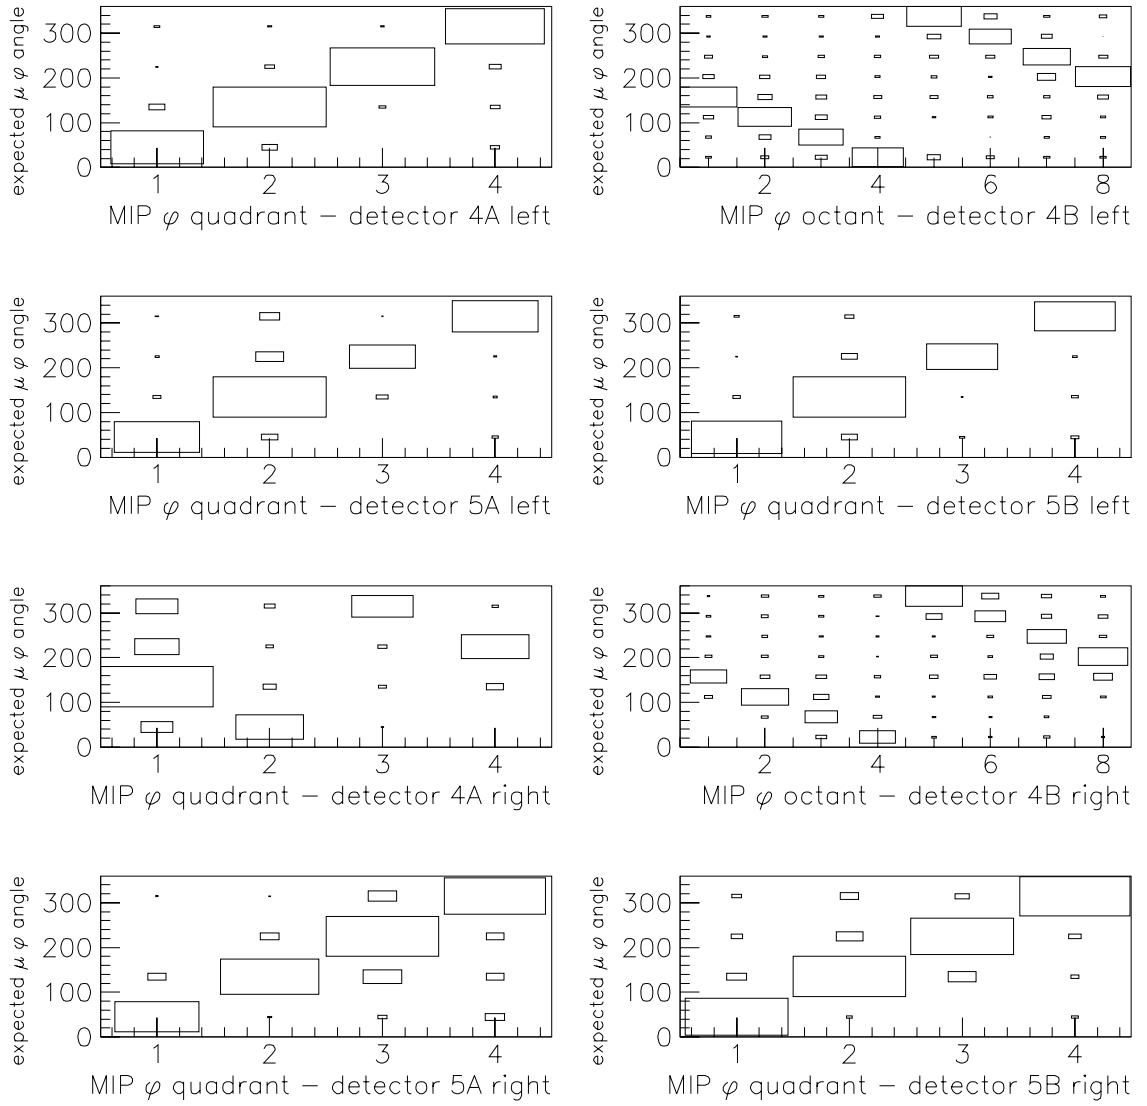 expected μ φ angle
300
200
100
0
1 2 3 4
MIP φ quadrant – detector 4A left
expected μ φ angle
300
200
100
0
2 4 6 8
MIP φ octant – detector 4B left
expected μ φ angle
300
200
100
0
1 2 3 4
MIP φ quadrant – detector 5A left
expected μ φ angle
300
200
100
0
1 2 3 4
MIP φ quadrant – detector 5B left
expected μ φ angle
300
200
100
0
1 2 3 4
MIP φ quadrant – detector 4A right
expected μ φ angle
300
200
100
0
2 4 6 8
MIP φ octant – detector 4B right
expected μ φ angle
300
200
100
0
1 2 3 4
MIP φ quadrant – detector 5A right
expected μ φ angle
300
200
100
0
1 2 3 4
MIP φ quadrant – detector 5B right